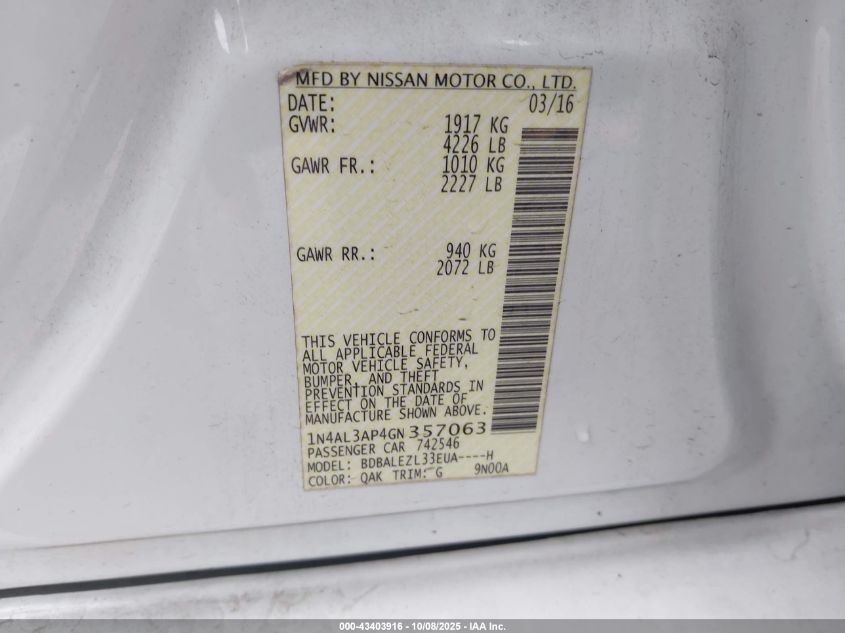 MFD BY NISSAN MOTOR CO., LTD.
DATE: 03/16
GVWR: 1917 KG
4226 LB
GAWR FR.: 1010 KG
2227 LB
GAWR RR.: 940 KG
2072 LB
THIS VEHICLE CONFORMS TO
ALL APPLICABLE FEDERAL
MOTOR VEHICLE SAFETY,
BUMPER, AND THEFT
PREVENTION STANDARDS IN
EFFECT ON THE DATE OF
MANUFACTURE SHOWN ABOVE.
1N4AL3AP4GN357063
PASSENGER CAR 742546
MODEL: BDBALEZL33EUA----H
COLOR: QAK TRIM: G 9N00A
000-43403916 - 10/08/2025 - IAA Inc.